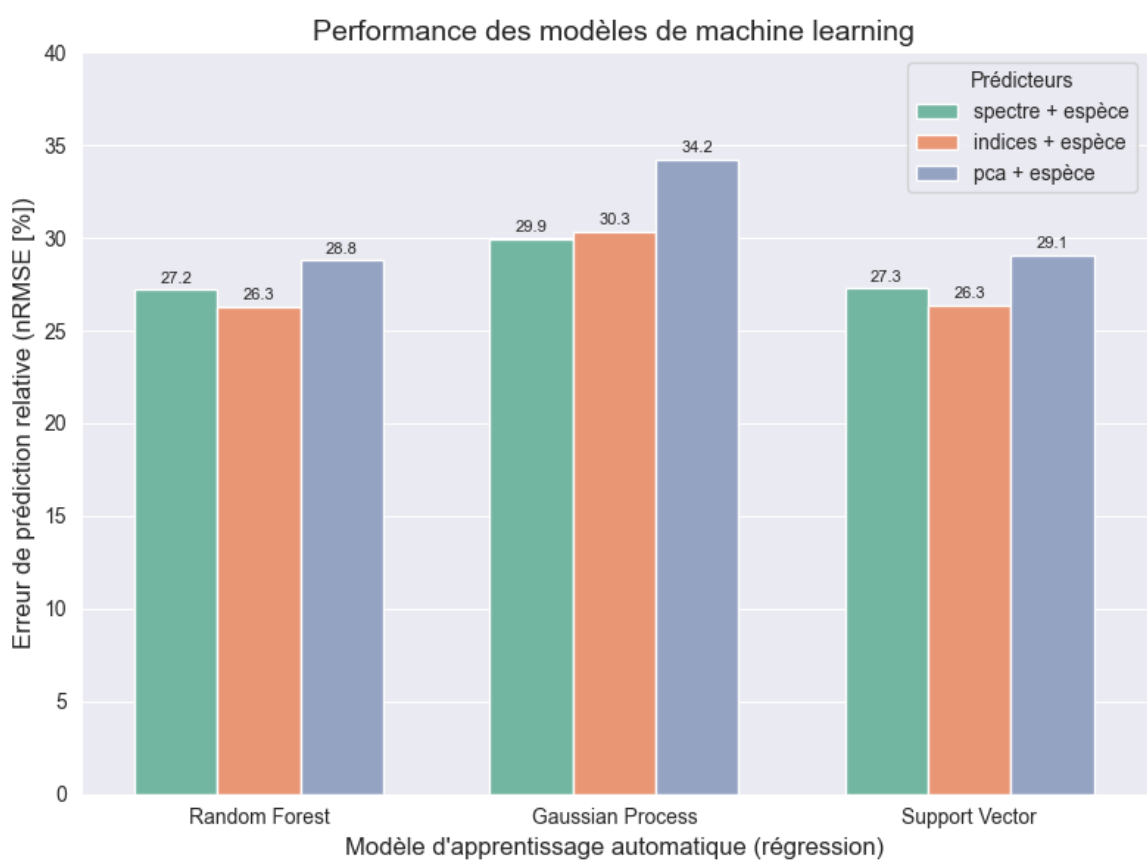 Performance des modèles de machine learning
Prédicteurs
spectre + espèce
indices + espèce
pca + espèce
Erreur de prédiction relative (nRMSE [%])
40
35
30
25
20
15
10
5
0
27.2
26.3
28.8
29.9
30.3
34.2
27.3
26.3
29.1
Random Forest
Gaussian Process
Support Vector
Modèle d'apprentissage automatique (régression)